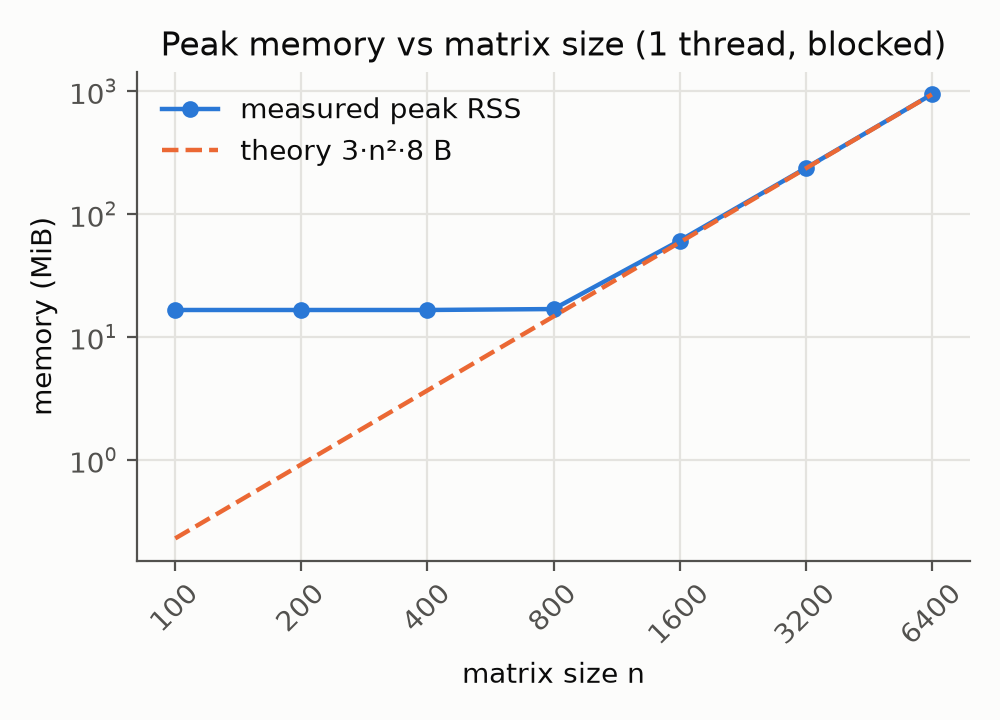 Peak memory vs matrix size (1 thread, blocked)
measured peak RSS
theory 3·n²·8 B
memory (MiB)
10³
10²
10¹
10⁰
100
200
400
800
1600
3200
6400
matrix size n